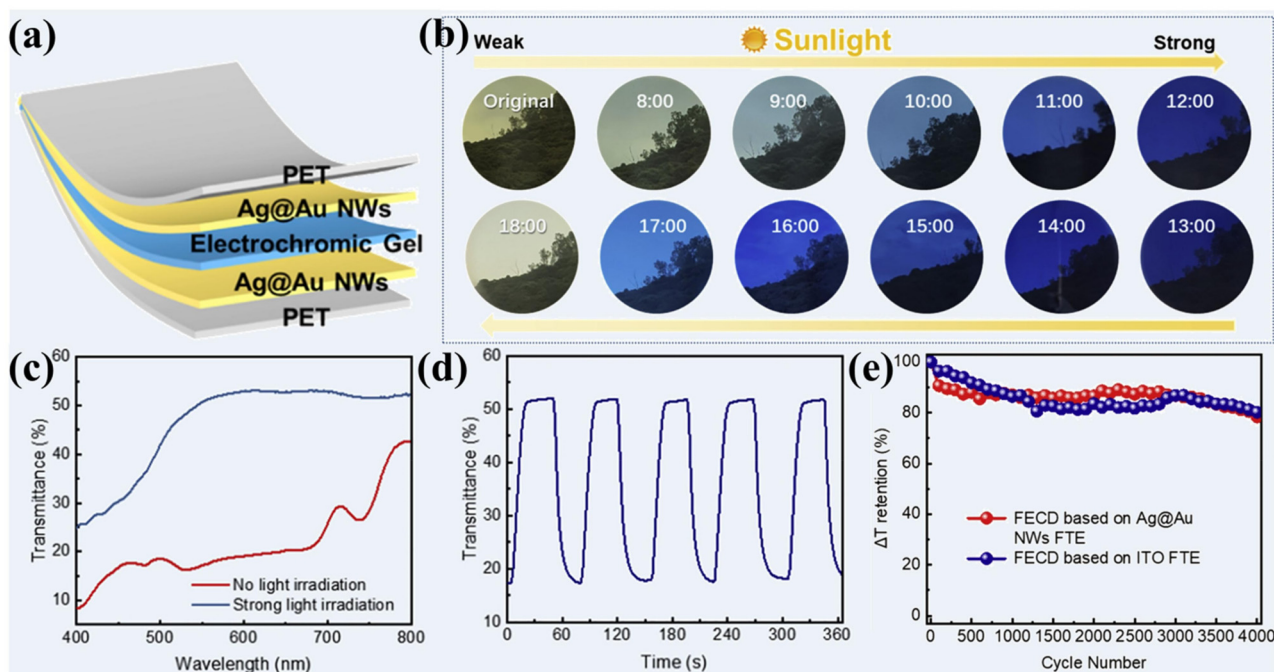 (a)
PET
Ag@Au NWs
Electrochromic Gel
Ag@Au NWs
PET
(b)
Weak
Sunlight
Strong
Original
8:00
9:00
10:00
11:00
12:00
18:00
17:00
16:00
15:00
14:00
13:00
(c)
Transmittance (%)
60
50
40
30
20
10
No light irradiation
Strong light irradiation
400
500
600
700
800
Wavelength (nm)
(d)
Transmittance (%)
60
50
40
30
20
10
0
60
120
180
240
300
360
Time (s)
(e)
ΔT retention (%)
100
80
60
40
20
0
FECD based on Ag@Au
NWs FTE
FECD based on ITO FTE
0
500
1000
1500
2000
2500
3000
3500
4000
Cycle Number